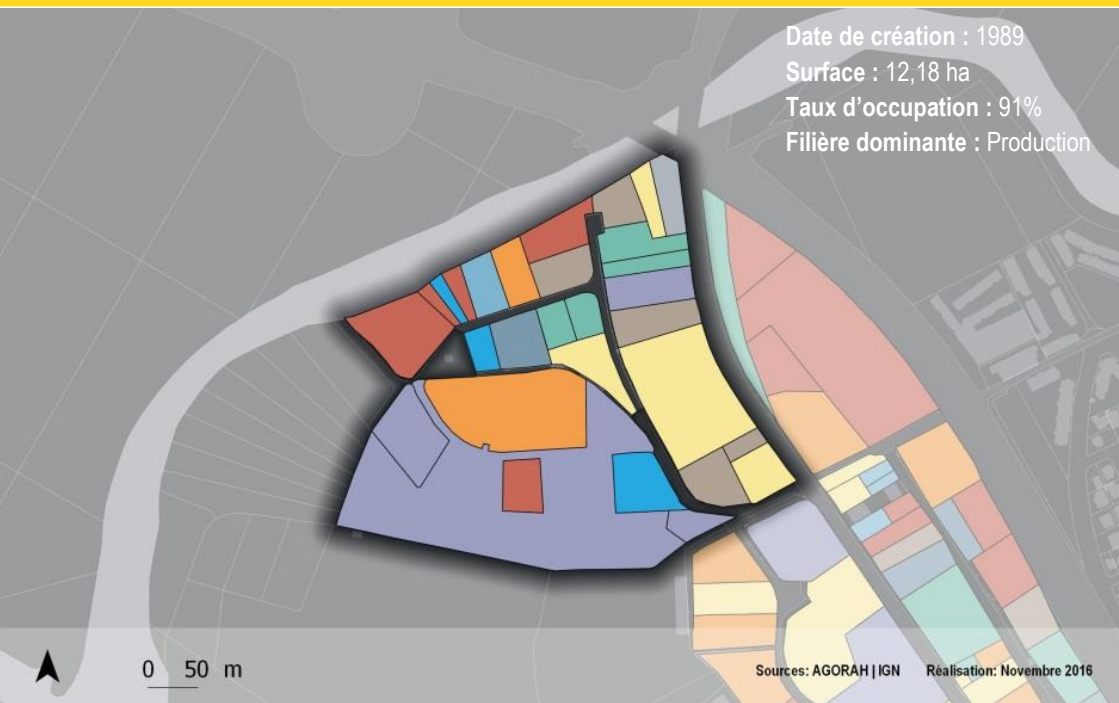 Date de création : 1989
Surface : 12,18 ha
Taux d’occupation : 91%
Filière dominante : Production
0 50 m
Sources: AGORAH | IGN Réalisation: Novembre 2016